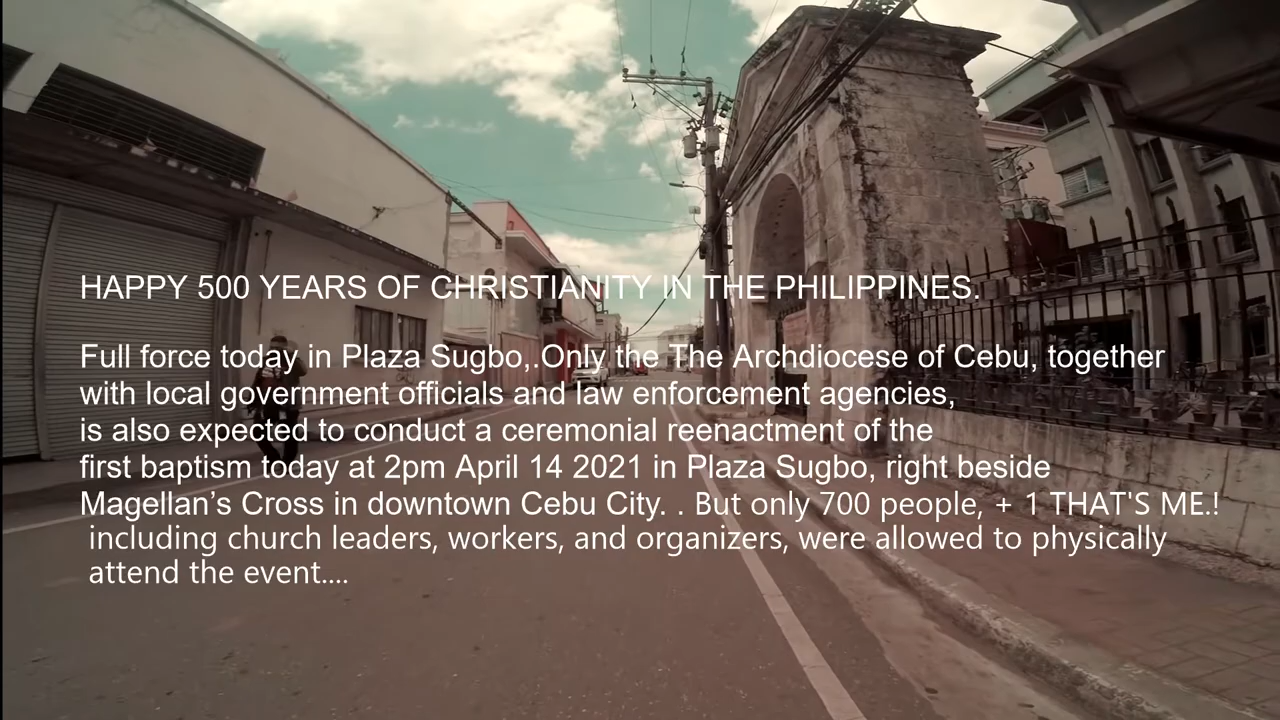 HAPPY 500 YEARS OF CHRISTIANITY IN THE PHILIPPINES.
Full force today in Plaza Sugbo,.Only the The Archdiocese of Cebu, together
with local government officials and law enforcement agencies,
is also expected to conduct a ceremonial reenactment of the
first baptism today at 2pm April 14 2021 in Plaza Sugbo, right beside
Magellan’s Cross in downtown Cebu City. . But only 700 people, + 1 THAT'S ME.!
including church leaders, workers, and organizers, were allowed to physically
attend the event....